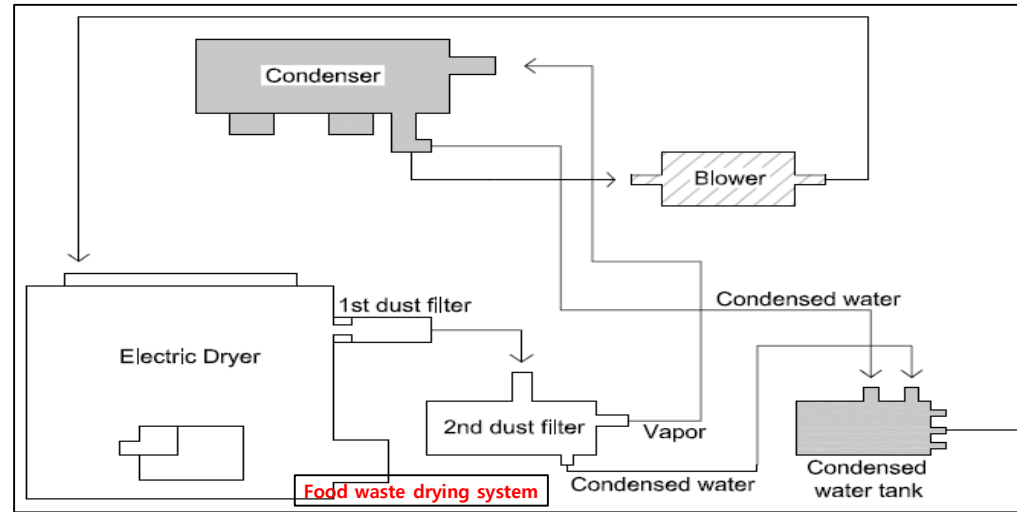 Condenser
Blower
1st dust filter
Condensed water
Electric Dryer
2nd dust filter
Vapor
Condensed water
Condensed
water tank
Food waste drying system